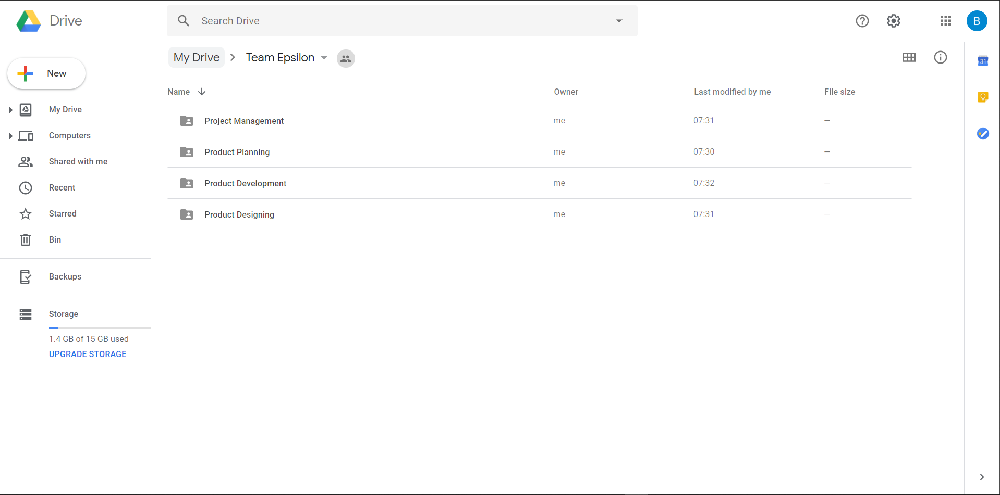 Drive
Search Drive
B
My Drive
Team Epsilon
New
Name
Owner
Last modified by me
File size
Project Management me 07:31 —
Product Planning me 07:30 —
Product Development me 07:32 —
Product Designing me 07:31 —
My Drive
Computers
Shared with me
Recent
Starred
Bin
Backups
Storage
1.4 GB of 15 GB used
UPGRADE STORAGE
31